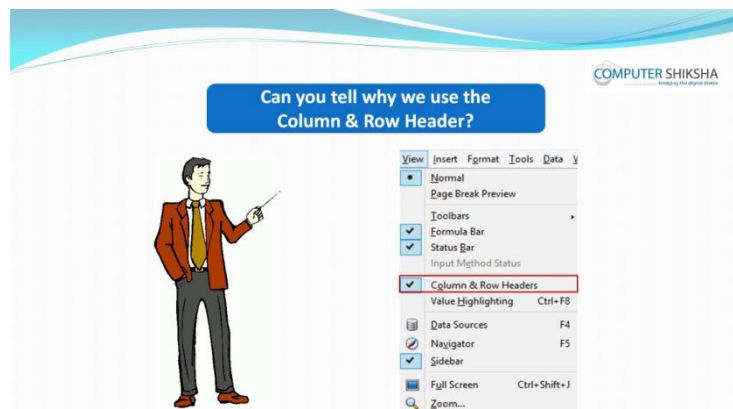 COMPUTER SHIKSHA
bridging the digital divide
Can you tell why we use the
Column & Row Header?
View Insert Format Tools Data
Normal
Page Break Preview
Toolbars
Formula Bar
Status Bar
Input Method Status
Column & Row Headers
Value Highlighting Ctrl+F8
Data Sources F4
Navigator F5
Sidebar
Full Screen Ctrl+Shift+J
Zoom...